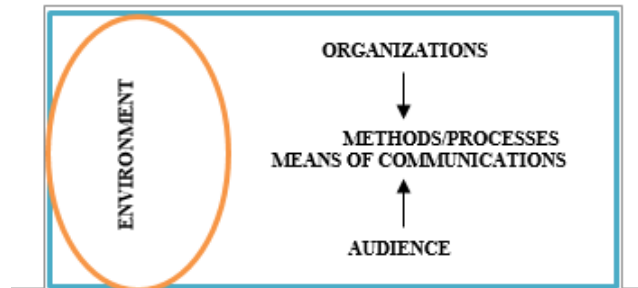 ENVIRONMENT
ORGANIZATIONS
METHODS/PROCESSES
MEANS OF COMMUNICATIONS
AUDIENCE